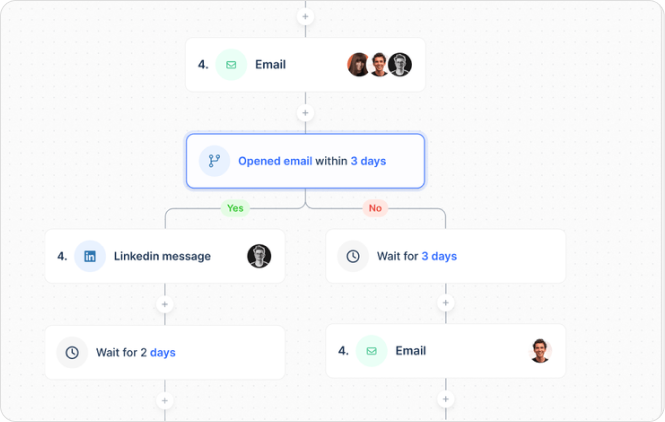 4. Email
Opened email within 3 days
Yes
No
4. Linkedin message
Wait for 3 days
Wait for 2 days
4. Email